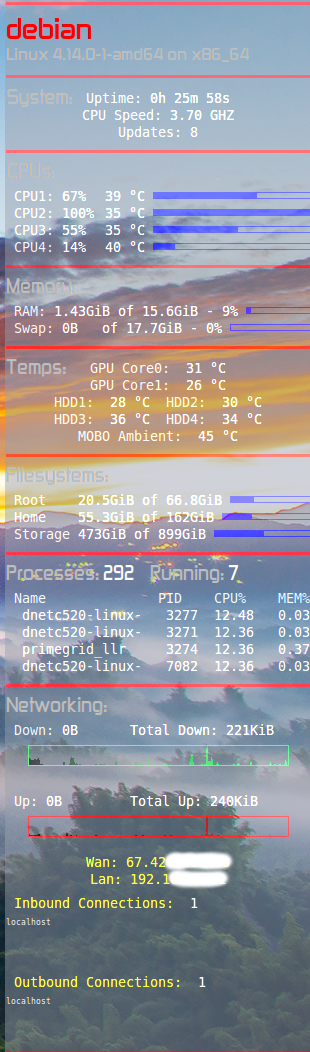 debian
Linux 4.14.0-1-amd64 on x86_64
System: Uptime: 0h 25m 58s
CPU Speed: 3.70 GHZ
Updates: 8
CPUs:
CPU1: 67% 39 °C
CPU2: 100% 35 °C
CPU3: 55% 35 °C
CPU4: 14% 40 °C
Memory:
RAM: 1.43GiB of 15.6GiB - 9%
Swap: 0B of 17.7GiB - 0%
Temps: GPU Core0: 31 °C
GPU Core1: 26 °C
HDD1: 28 °C HDD2: 30 °C
HDD3: 36 °C HDD4: 34 °C
MOBO Ambient: 45 °C
Filesystems:
Root 20.5GiB of 66.8GiB
Home 55.3GiB of 162GiB
Storage 473GiB of 899GiB
Processes: 292 Running: 7
Name PID CPU% MEM%
dnetc520-linux- 3277 12.48 0.03
dnetc520-linux- 3271 12.36 0.03
primegrid_llr 3274 12.36 0.37
dnetc520-linux- 7082 12.36 0.03
Networking:
Down: 0B Total Down: 221KiB
Up: 0B Total Up: 240KiB
Wan: 67.42
Lan: 192.1
Inbound Connections: 1
localhost
Outbound Connections: 1
localhost